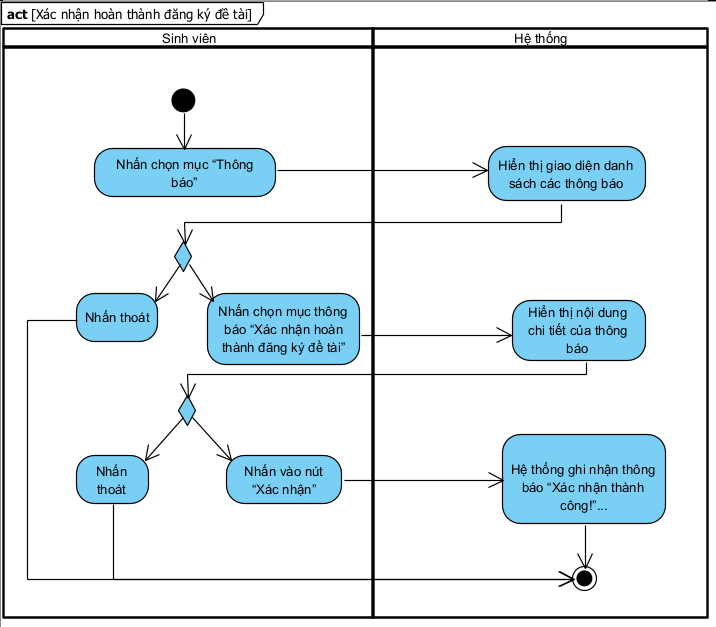 act [Xác nhận hoàn thành đăng ký đề tài]
Sinh viên
Hệ thống
Nhấn chọn mục “Thông
báo”
Hiển thị giao diện danh
sách các thông báo
Nhấn thoát
Nhấn chọn mục thông
báo “Xác nhận hoàn
thành đăng ký đề tài”
Hiển thị nội dung
chi tiết của thông
báo
Nhấn
thoát
Nhấn vào nút
“Xác nhận”
Hệ thống ghi nhận thông
báo “Xác nhận thành
công!”...